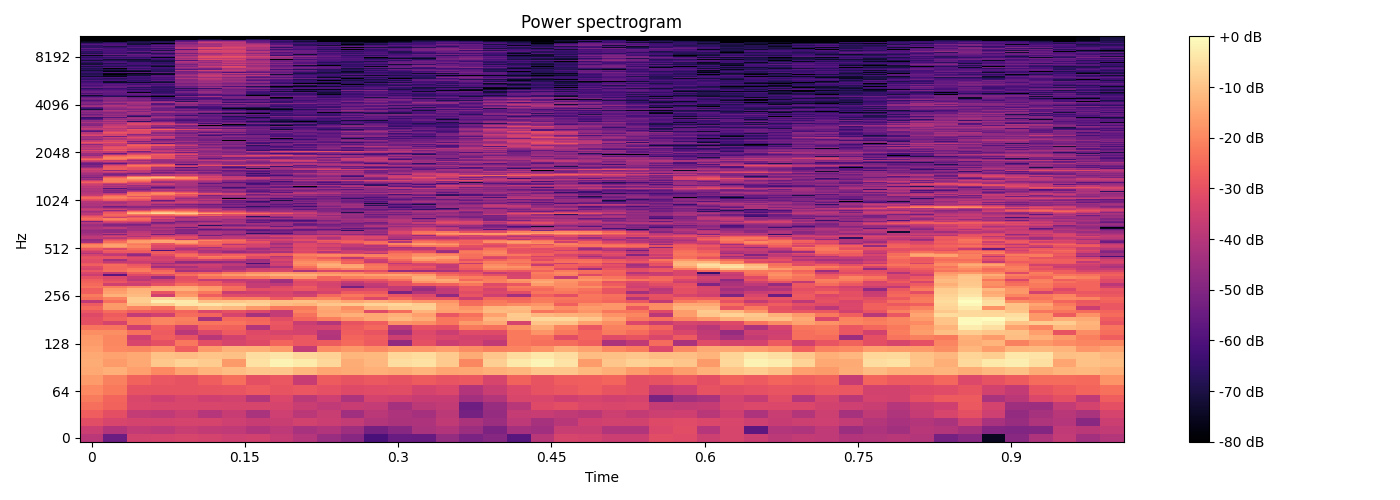 Power spectrogram
Hz
8192
4096
2048
1024
512
256
128
64
0
0 0.15 0.3 0.45 0.6 0.75 0.9
Time
+0 dB
-10 dB
-20 dB
-30 dB
-40 dB
-50 dB
-60 dB
-70 dB
-80 dB